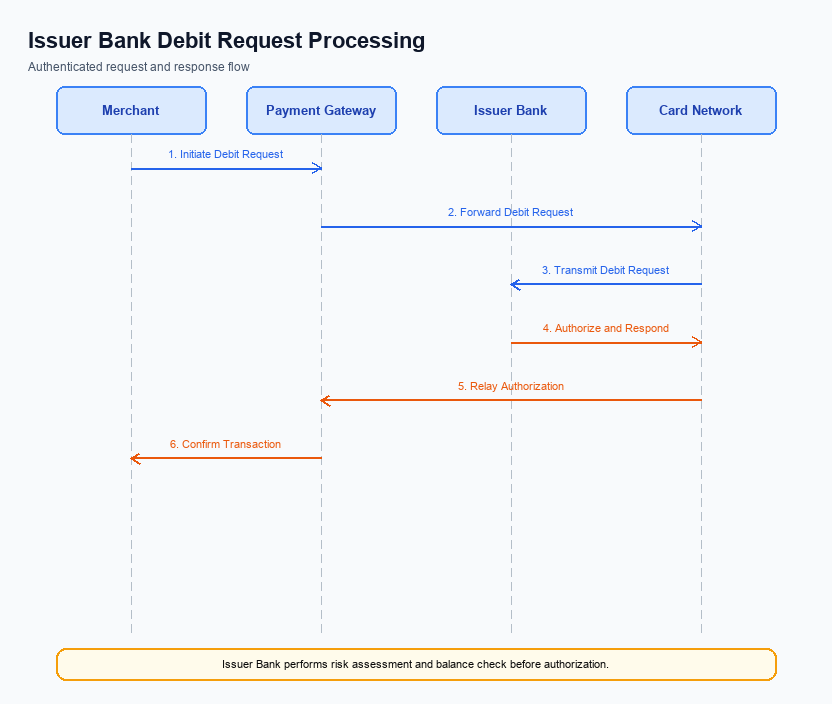 Issuer Bank Debit Request Processing
Authenticated request and response flow
Merchant
Payment Gateway
Issuer Bank
Card Network
1. Initiate Debit Request
2. Forward Debit Request
3. Transmit Debit Request
4. Authorize and Respond
5. Relay Authorization
6. Confirm Transaction
Issuer Bank performs risk assessment and balance check before authorization.